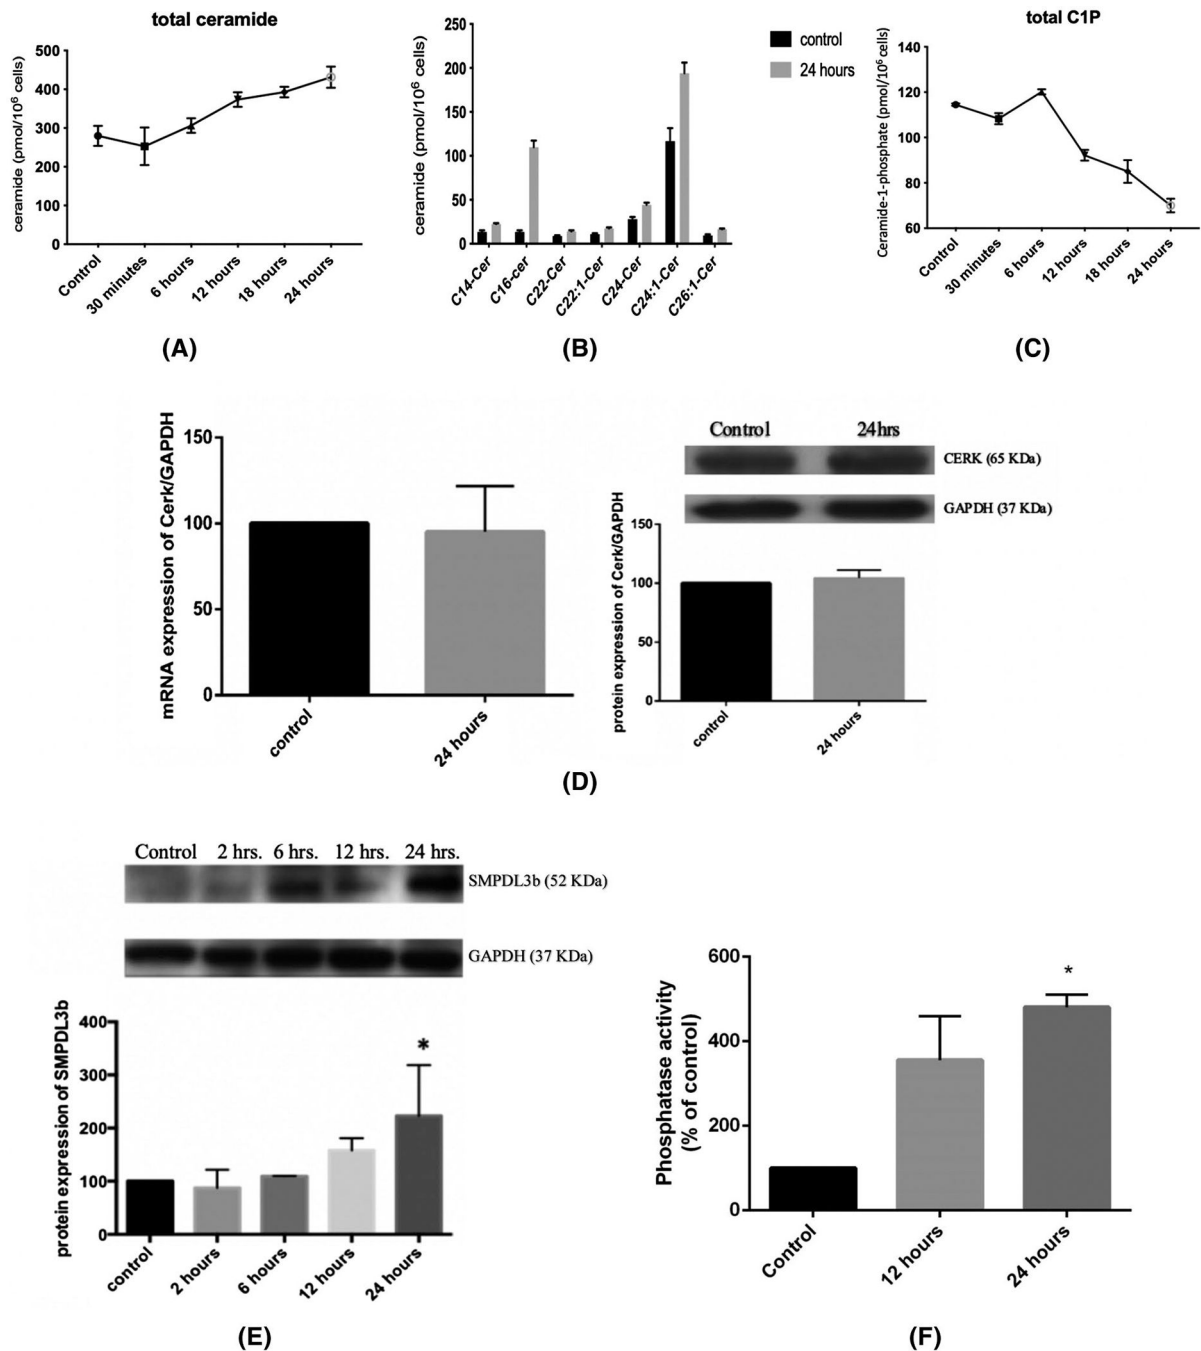 total ceramide
ceramide (pmol/10⁶ cells)
500
400
300
200
100
0
Control
30 minutes
6 hours
12 hours
18 hours
24 hours
(A)
ceramide (pmol/10⁶ cells)
250
200
150
100
50
0
C14-Cer
C16-cer
C22-Cer
C22:1-Cer
C24-Cer
C24:1-Cer
C26:1-Cer
control
24 hours
(B)
total C1P
Ceramide-1-phosphate (pmol/10⁶ cells)
140
120
100
80
60
Control
30 minutes
6 hours
12 hours
18 hours
24 hours
(C)
mRNA expression of Cerk/GAPDH
150
100
50
0
control
24 hours
Control 24hrs
CERK (65 KDa)
GAPDH (37 KDa)
protein expression of Cerk/GAPDH
150
100
50
0
control
24 hours
(D)
Control 2 hrs. 6 hrs. 12 hrs. 24 hrs.
SMPDL3b (52 KDa)
GAPDH (37 KDa)
protein expression of SMPDL3b
400
300
200
100
0
*
control
2 hours
6 hours
12 hours
24 hours
(E)
Phosphatase activity
(% of control)
600
400
200
0
*
Control
12 hours
24 hours
(F)